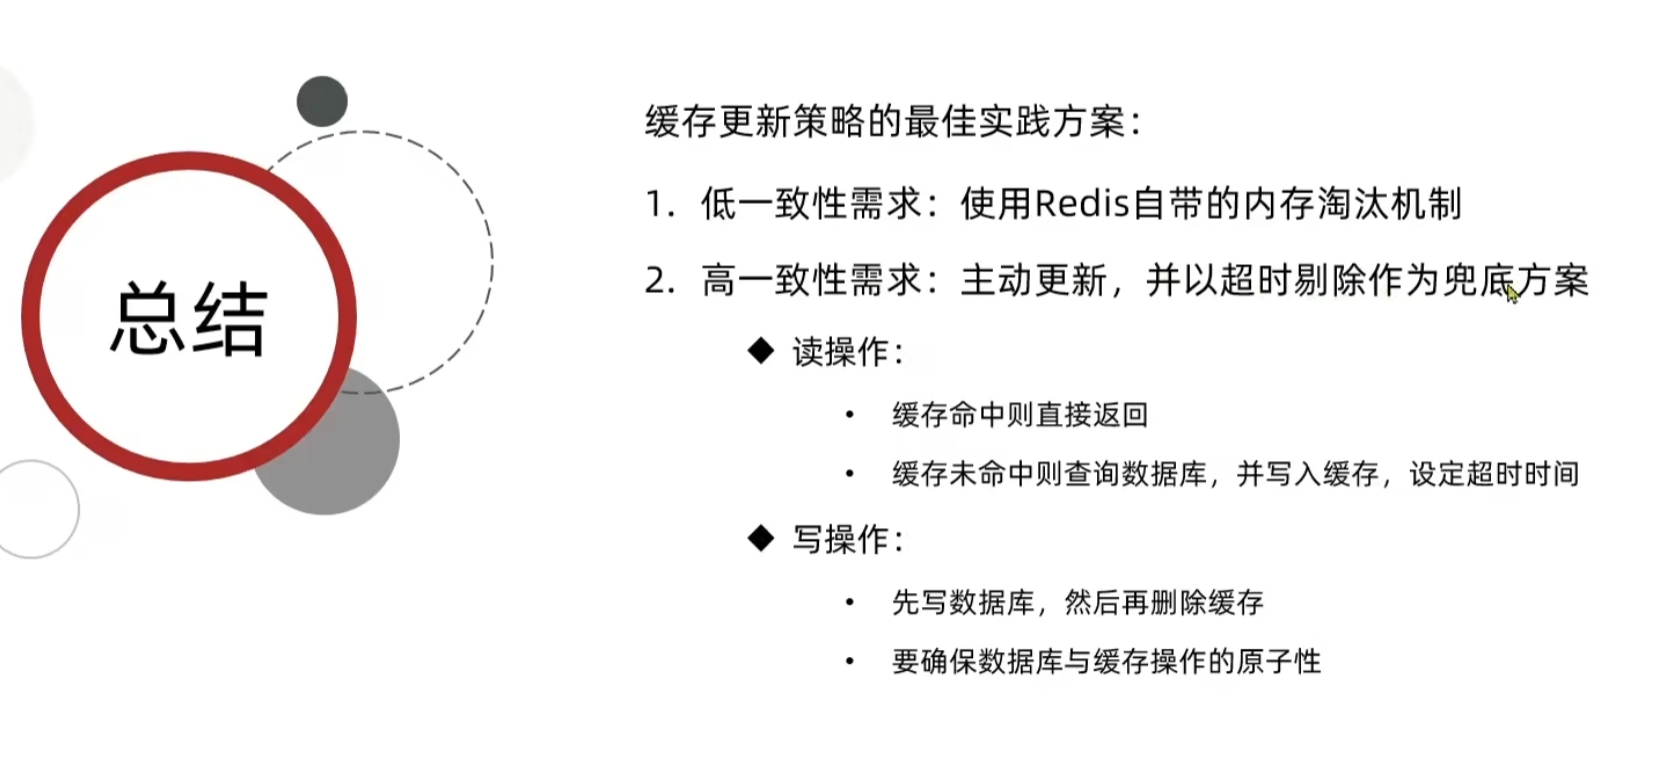 总结
缓存更新策略的最佳实践方案：
1. 低一致性需求：使用Redis自带的内存淘汰机制
2. 高一致性需求：主动更新，并以超时剔除作为兜底方案
◆ 读操作：
• 缓存命中则直接返回
• 缓存未命中则查询数据库，并写入缓存，设定超时时间
◆ 写操作：
• 先写数据库，然后再删除缓存
• 要确保数据库与缓存操作的原子性